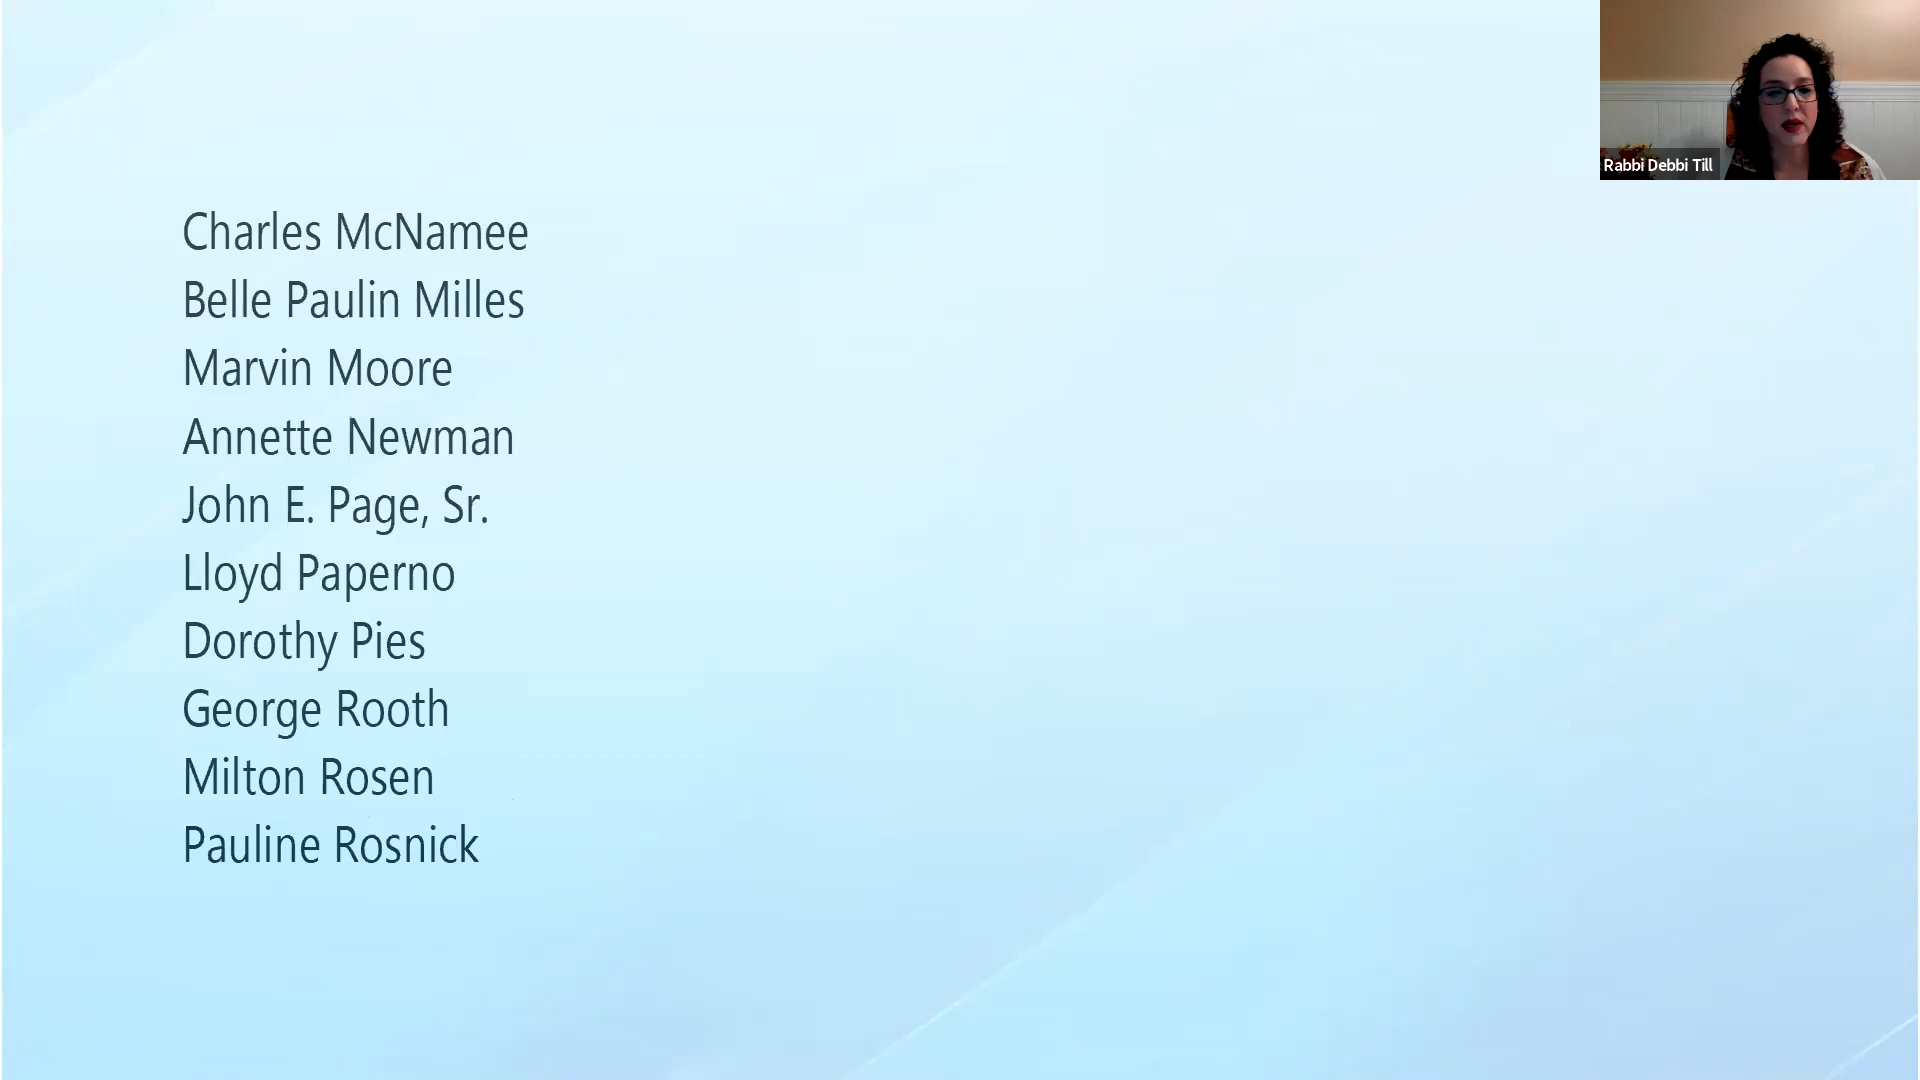 Charles McNamee
Belle Paulin Milles
Marvin Moore
Annette Newman
John E. Page, Sr.
Lloyd Paperno
Dorothy Pies
George Rooth
Milton Rosen
Pauline Rosnick
Rabbi Debbi Till